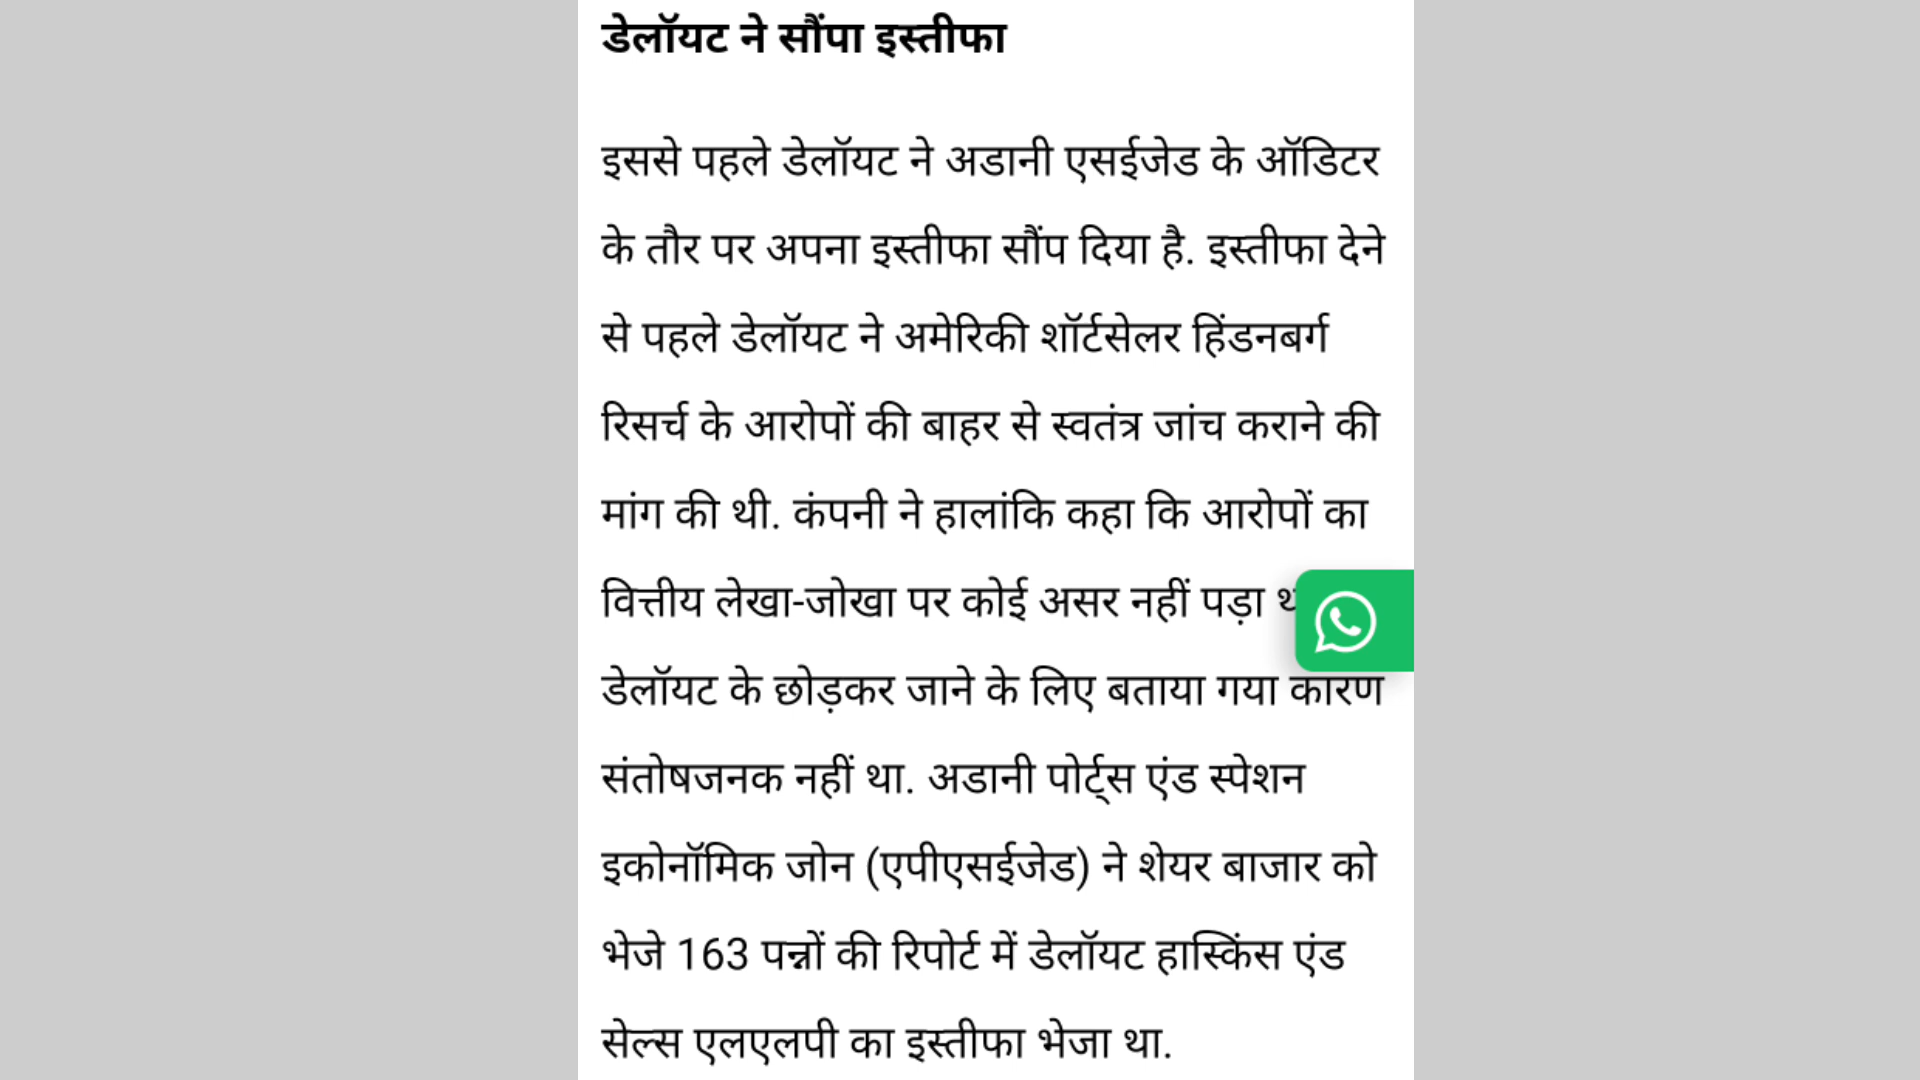 डेलॉयट ने सौंपा इस्तीफा
इससे पहले डेलॉयट ने अडानी एसईजेड के ऑडिटर
के तौर पर अपना इस्तीफा सौंप दिया है. इस्तीफा देने
से पहले डेलॉयट ने अमेरिकी शॉर्टसेलर हिंडनबर्ग
रिसर्च के आरोपों की बाहर से स्वतंत्र जांच कराने की
मांग की थी. कंपनी ने हालांकि कहा कि आरोपों का
वित्तीय लेखा-जोखा पर कोई असर नहीं पड़ा
डेलॉयट के छोड़कर जाने के लिए बताया गया कारण
संतोषजनक नहीं था. अडानी पोर्ट्स एंड स्पेशन
इकोनॉमिक जोन (एपीएसईजेड) ने शेयर बाजार को
भेजे 163 पन्नों की रिपोर्ट में डेलॉयट हास्किंस एंड
सेल्स एलएलपी का इस्तीफा भेजा था.